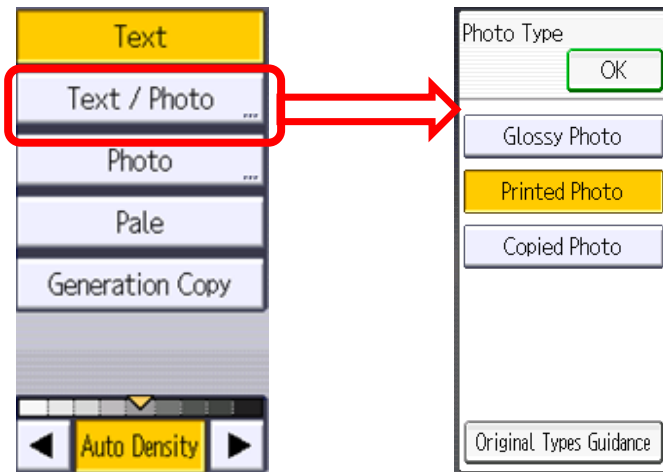 Text
Text / Photo ...
Photo ...
Pale
Generation Copy
Auto Density
Photo Type
OK
Glossy Photo
Printed Photo
Copied Photo
Original Types Guidance